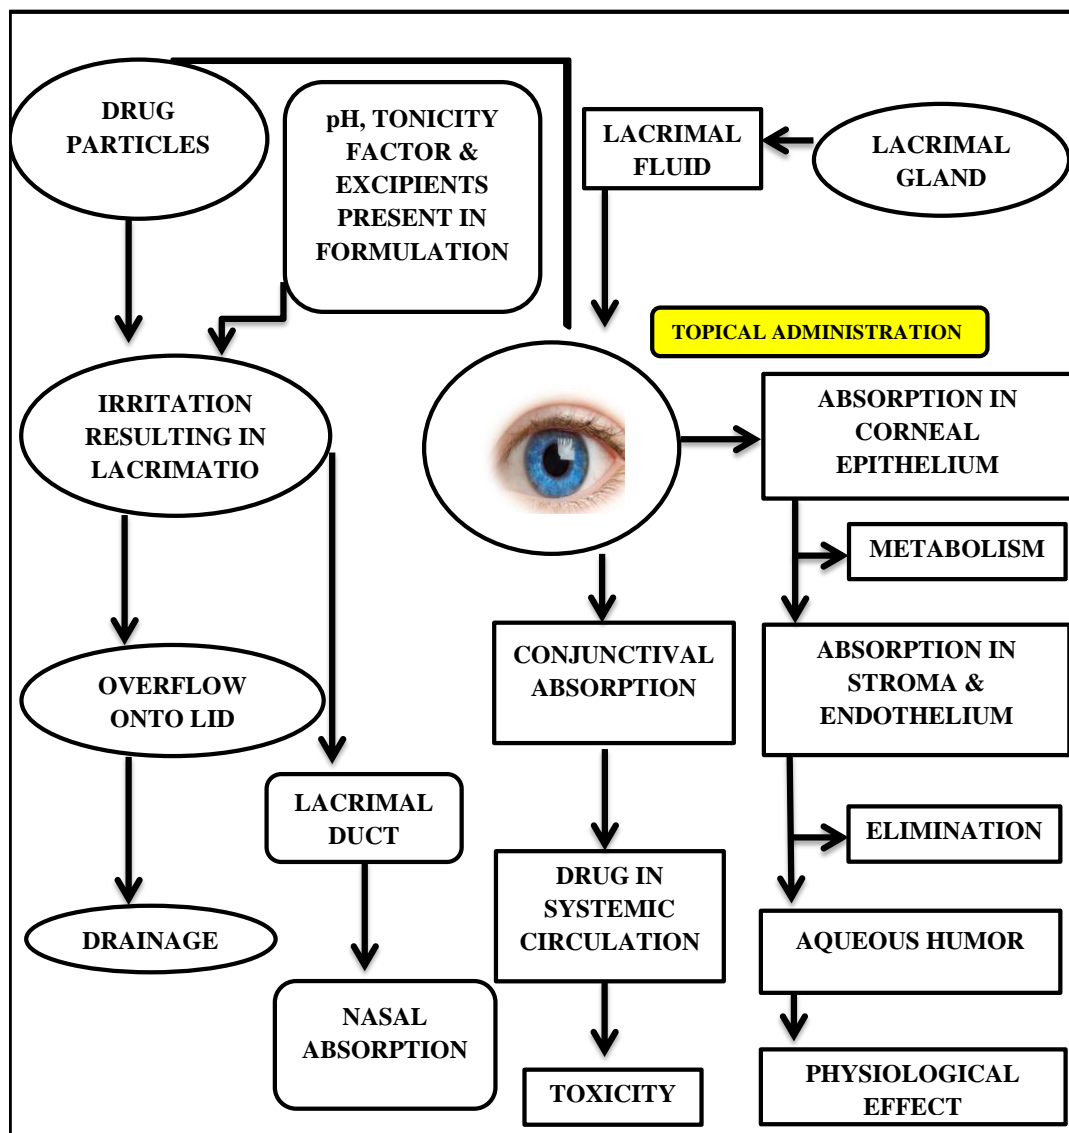 DRUG
PARTICLES
pH, TONICITY
FACTOR &
EXCIPIENTS
PRESENT IN
FORMULATION
LACRIMAL
FLUID
LACRIMAL
GLAND
TOPICAL ADMINISTRATION
IRRITATION
RESULTING IN
LACRIMATIO
ABSORPTION IN
CORNEAL
EPITHELIUM
METABOLISM
OVERFLOW
ONTO LID
CONJUNCTIVAL
ABSORPTION
ABSORPTION IN
STROMA &
ENDOTHELIUM
LACRIMAL
DUCT
ELIMINATION
DRAINAGE
DRUG IN
SYSTEMIC
CIRCULATION
AQUEOUS HUMOR
NASAL
ABSORPTION
TOXICITY
PHYSIOLOGICAL
EFFECT